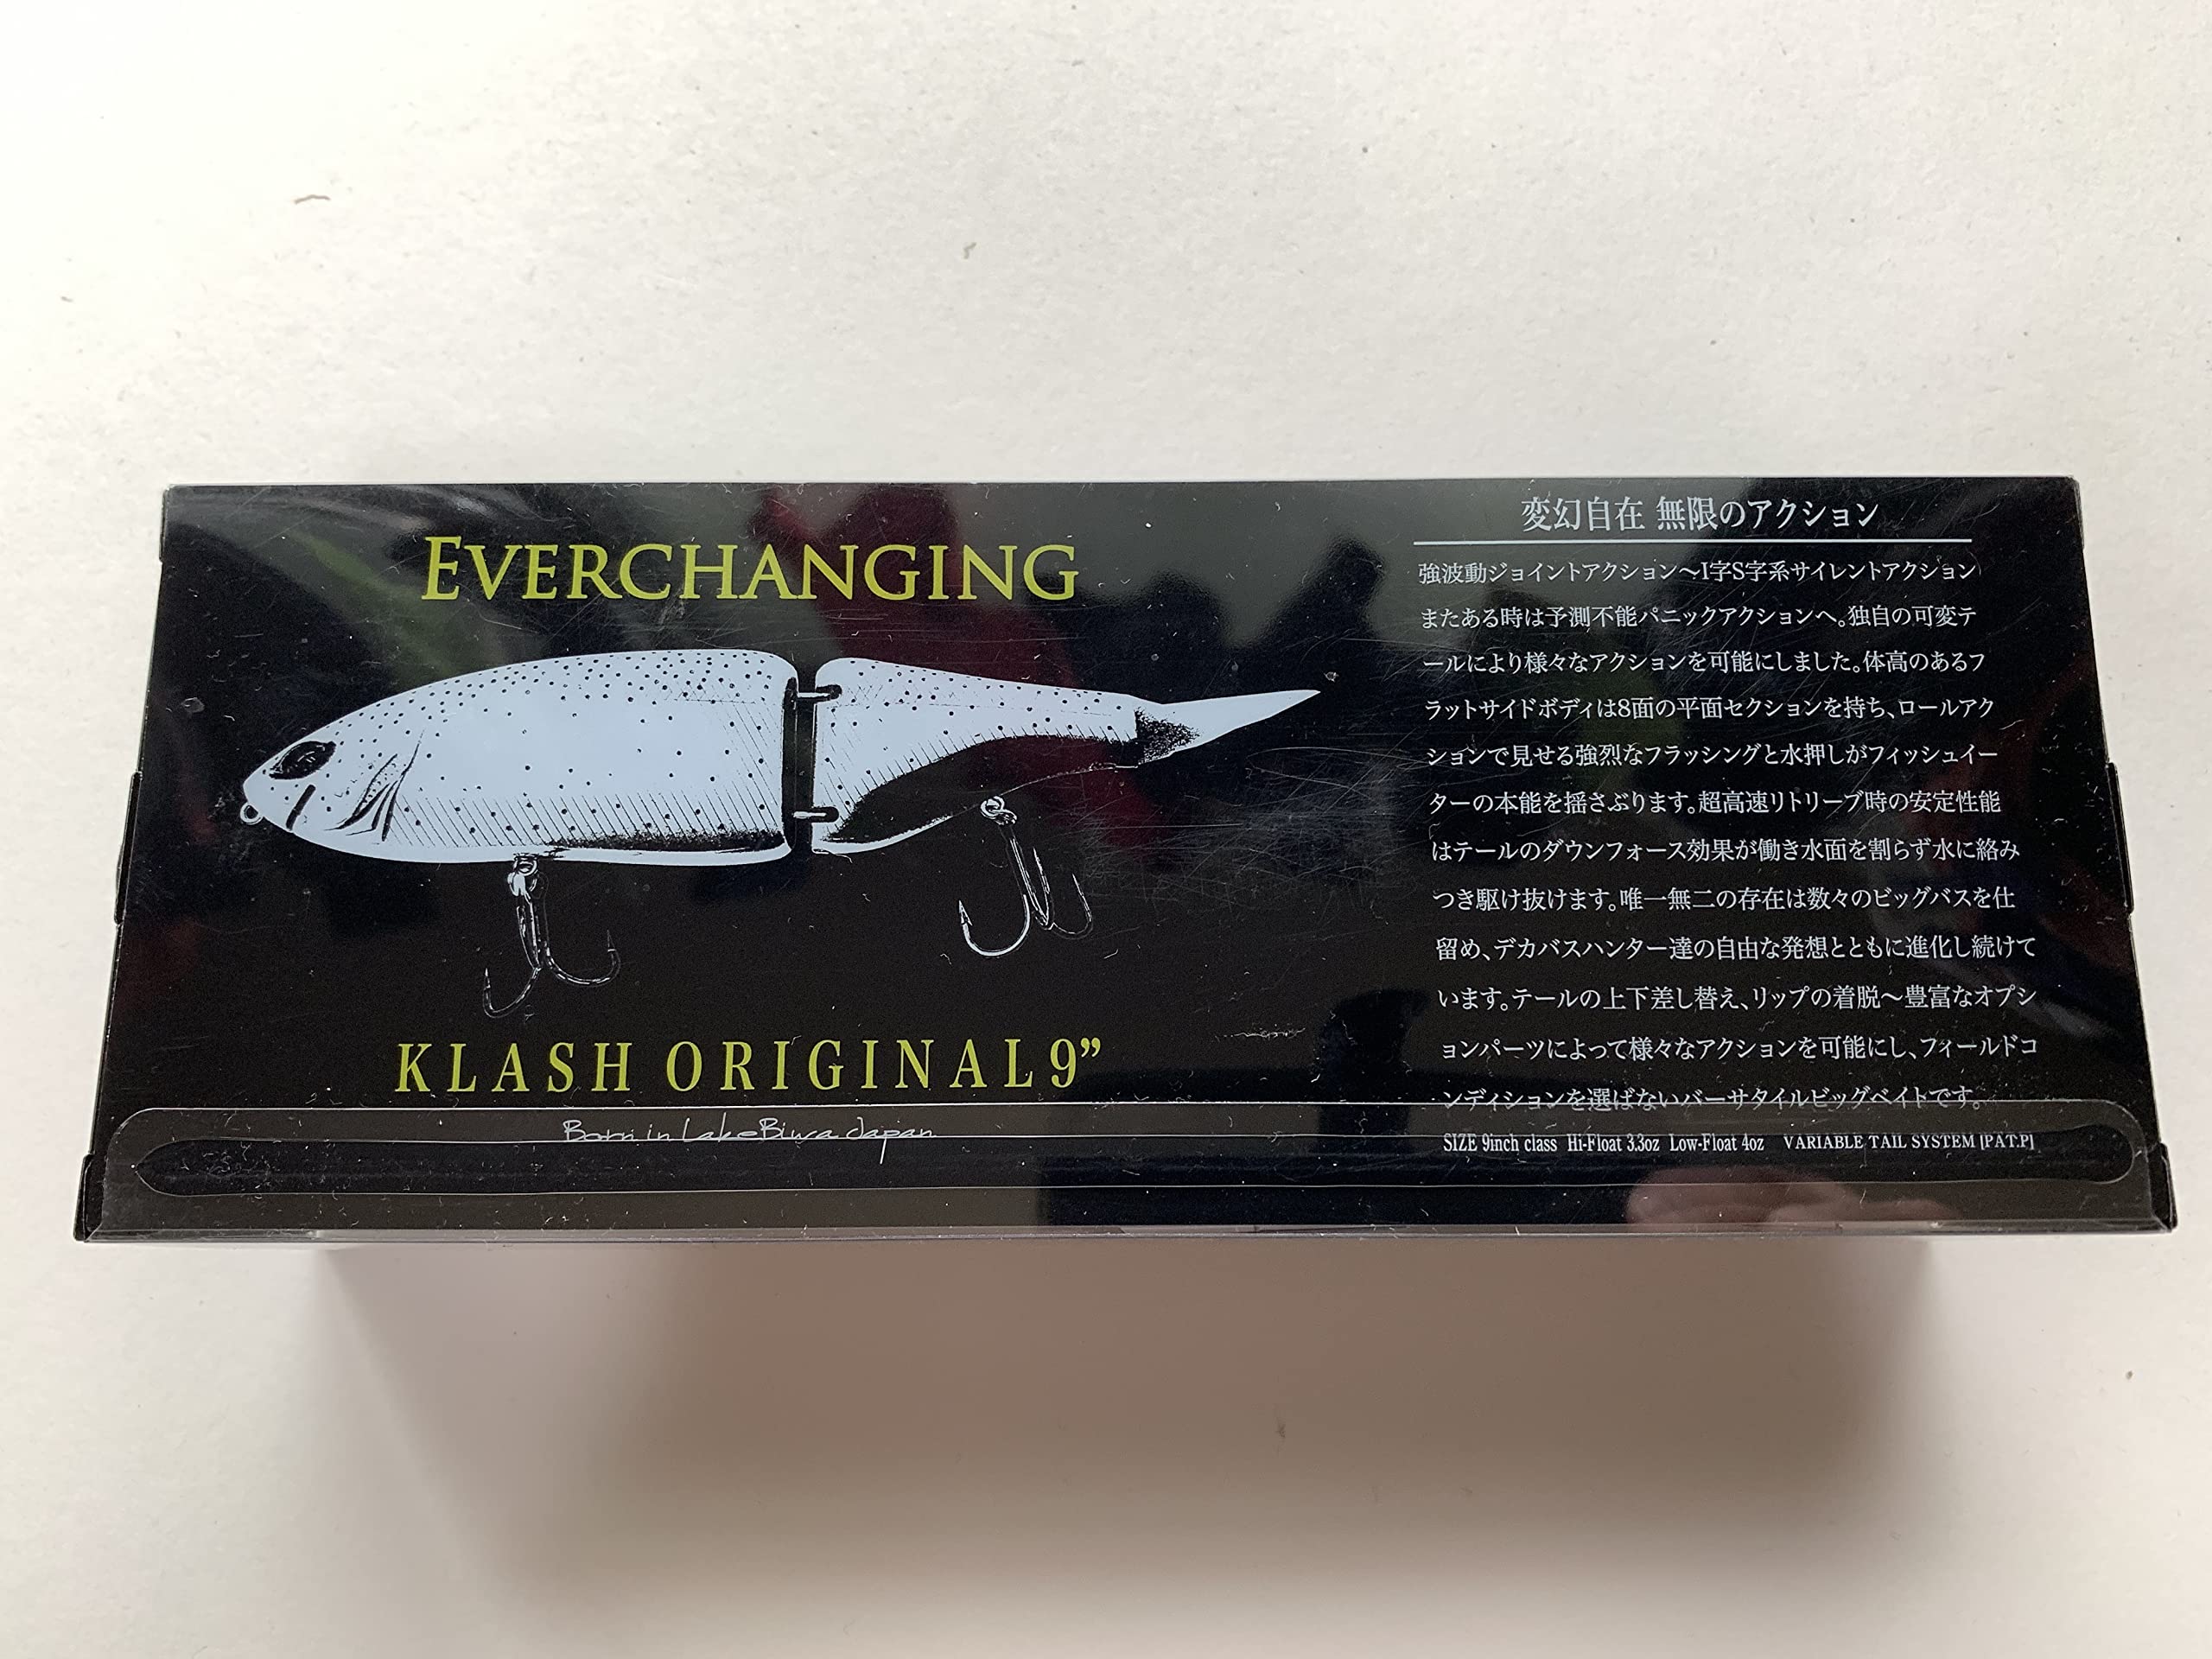 EVERCHANGING
KLASH ORIGINAL 9”
Born in Lake Biwa Japan
変幻自在 無限のアクション
強波動ジョイントアクション〜I字S字系サイレントアクション
またある時は予測不能パニックアクションへ。独自の可変テ
ールにより様々なアクションを可能にしました。体高のあるフ
ラットサイドボディは8面の平面セクションを持ち、ロールアク
ションで見せる強烈なフラッシングと水押しがフィッシュイー
ターの本能を揺さぶります。超高速リトリーブ時の安定性能
はテールのダウンフォース効果が働き水面を割らず水に絡み
つき駆け抜けます。唯一無二の存在は数々のビッグバスを仕
留め、デカバスハンター達の自由な発想とともに進化し続けて
います。テールの上下差し替え、リップの着脱〜豊富なオプシ
ョンパーツによって様々なアクションを可能にし、フィールドコ
ンディションを選ばないバーサタイルビッグベイトです。
SIZE 9inch class Hi-Float 3.3oz Low-Float 4oz VARIABLE TAIL SYSTEM [PAT.P]